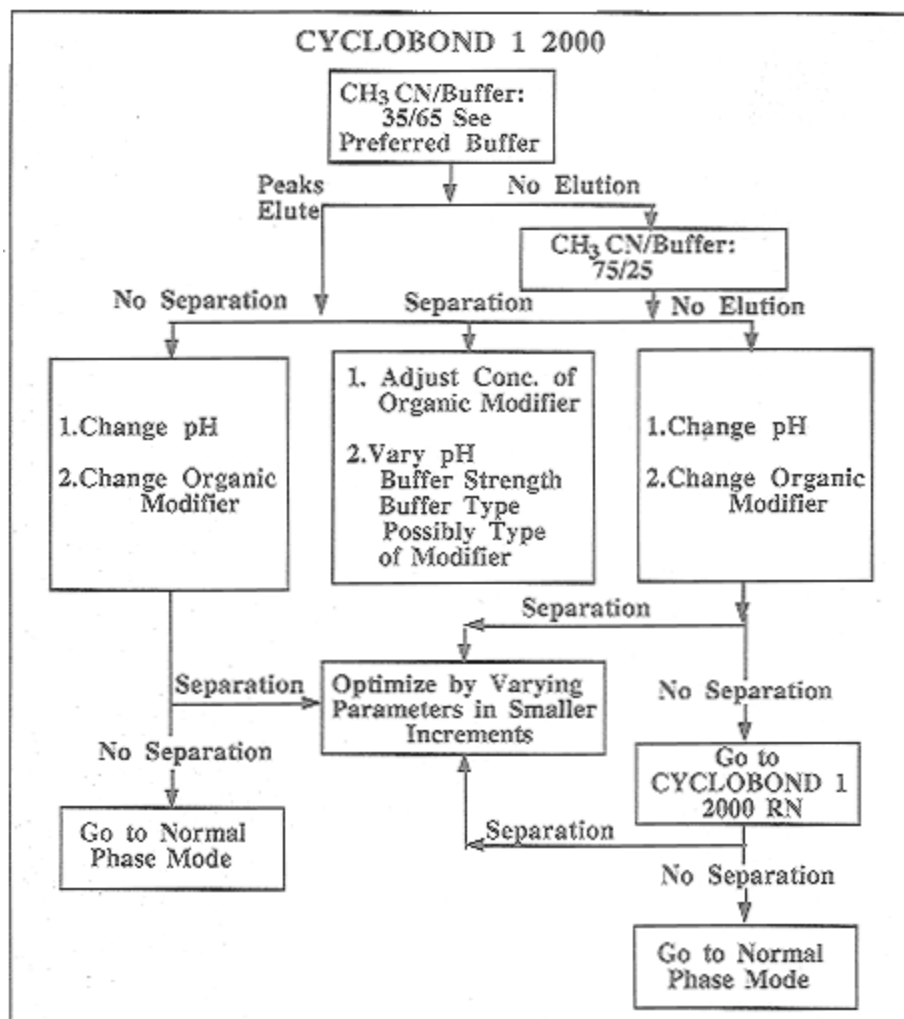 CYCLOBOND 1 2000
CH₃ CN/Buffer:
35/65 See
Preferred Buffer
Peaks
Elute
No Elution
CH₃ CN/Buffer:
75/25
No Separation
Separation
No Elution
1.Change pH
2.Change Organic
Modifier
1. Adjust Conc. of
Organic Modifier
2.Vary pH
Buffer Strength
Buffer Type
Possibly Type
of Modifier
1.Change pH
2.Change Organic
Modifier
Separation
Separation
Optimize by Varying
Parameters in Smaller
Increments
No Separation
No Separation
Go to
CYCLOBOND 1
2000 RN
Go to Normal
Phase Mode
Separation
No Separation
Go to Normal
Phase Mode